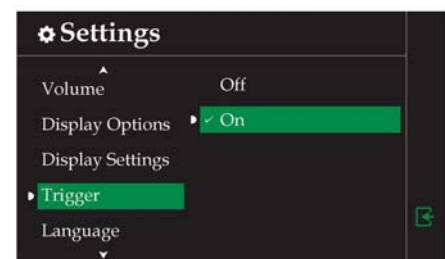 Settings
Volume
Display Options
Display Settings
Trigger
Language
Off
On